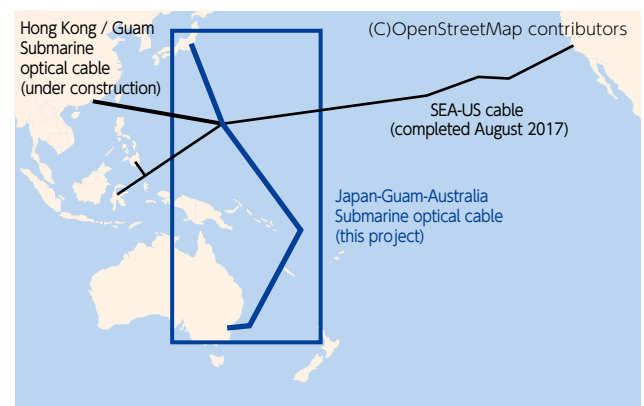 Hong Kong / Guam
Submarine
optical cable
(under construction)
(C)OpenStreetMap contributors
SEA-US cable
(completed August 2017)
Japan-Guam-Australia
Submarine optical cable
(this project)